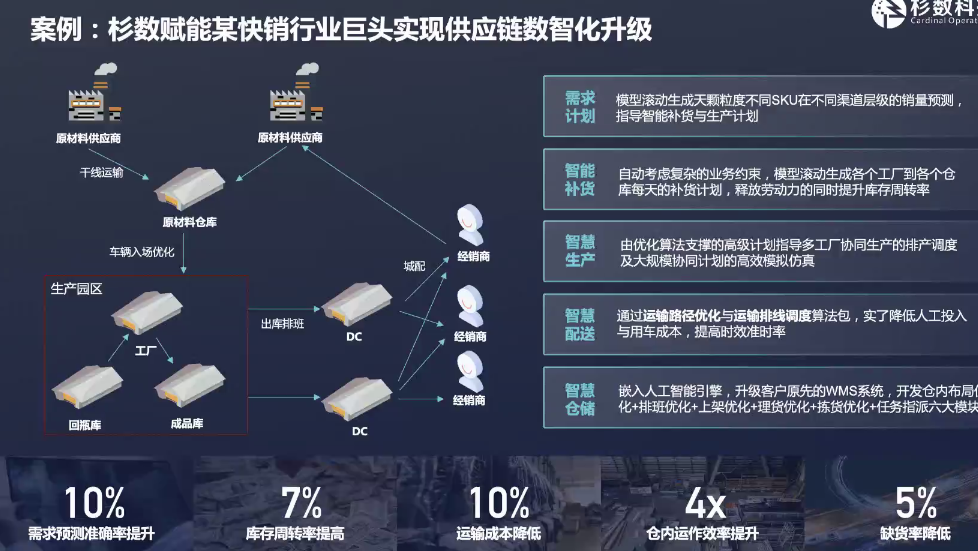 案例：杉数赋能某快销行业巨头实现供应链数智化升级
杉数科
Cardinal Operat
原材料供应商
原材料供应商
干线运输
原材料仓库
车辆入场优化
生产园区
工厂
回瓶库
成品库
出库排班
DC
DC
城配
经销商
经销商
经销商
需求
计划
模型滚动生成天颗粒度不同SKU在不同渠道层级的销量预测，
指导智能补货与生产计划
智能
补货
自动考虑复杂的业务约束，模型滚动生成各个工厂到各个仓
库每天的补货计划，释放劳动力的同时提升库存周转率
智慧
生产
由优化算法支撑的高级计划指导多工厂协同生产的排产调度
及大规模协同计划的高效模拟仿真
智慧
配送
通过运输路径优化与运输排线调度算法包，实了降低人工投入
与用车成本，提高时效准时率
智慧
仓储
嵌入人工智能引擎，升级客户原先的WMS系统，开发仓内布局
化+排班优化+上架优化+理货优化+拣货优化+任务指派六大模块
10%
需求预测准确率提升
7%
库存周转率提高
10%
运输成本降低
4x
仓内运作效率提升
5%
缺货率降低